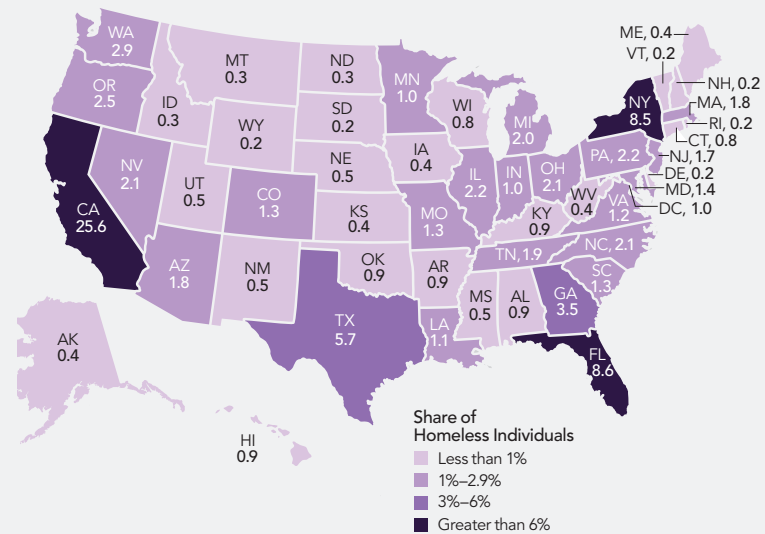 WA
2.9
OR
2.5
CA
25.6
NV
2.1
ID
0.3
MT
0.3
WY
0.2
UT
0.5
AZ
1.8
CO
1.3
NM
0.5
ND
0.3
SD
0.2
NE
0.5
KS
0.4
OK
0.9
TX
5.7
MN
1.0
IA
0.4
MO
1.3
AR
0.9
LA
1.1
WI
0.8
IL
2.2
MI
2.0
IN
1.0
OH
2.1
KY
0.9
TN, 1.9
MS
0.5
AL
0.9
GA
3.5
FL
8.6
SC
1.3
NC, 2.1
VA
1.2
WV
0.4
PA, 2.2
NY
8.5
ME, 0.4
VT, 0.2
NH, 0.2
MA, 1.8
RI, 0.2
CT, 0.8
NJ, 1.7
DE, 0.2
MD, 1.4
DC, 1.0
AK
0.4
HI
0.9
Share of
Homeless Individuals
Less than 1%
1%–2.9%
3%–6%
Greater than 6%